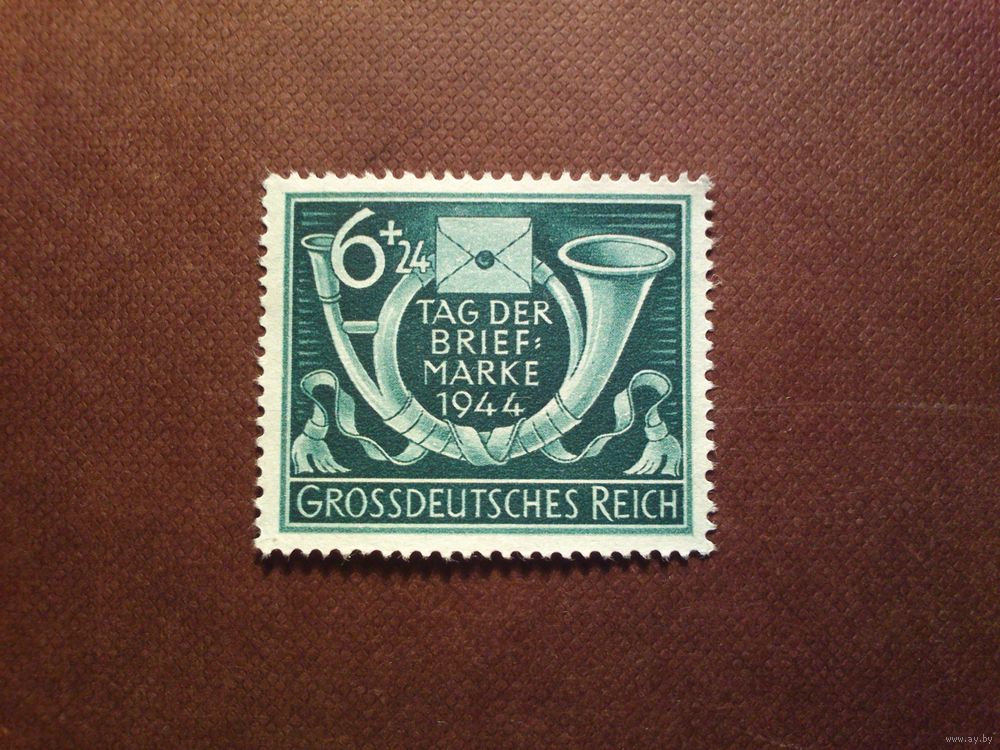 6+24
TAG DER
BRIEF=
MARKE
1944
GROSSDEUTSCHES REICH
www.ay.by